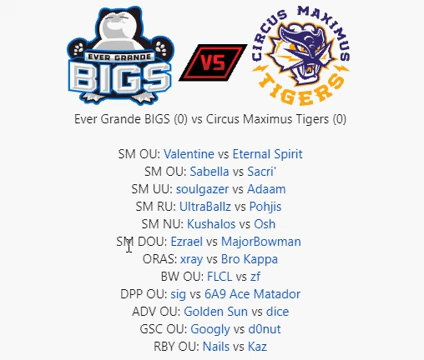 EVER GRANDE
BIGS
VS
CIRCUS MAXIMUS
TIGERS
Ever Grande BIGS (0) vs Circus Maximus Tigers (0)
SM OU: Valentine vs Eternal Spirit
SM OU: Sabella vs Sacri'
SM UU: soulgazer vs Adaam
SM RU: UltraBallz vs Pohjis
SM NU: Kushalos vs Osh
SM DOU: Ezrael vs MajorBowman
ORAS: xray vs Bro Kappa
BW OU: FLCL vs zf
DPP OU: sig vs 6A9 Ace Matador
ADV OU: Golden Sun vs dice
GSC OU: Googly vs d0nut
RBY OU: Nails vs Kaz